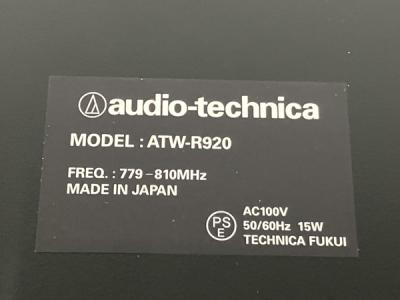 audio-technica
MODEL : ATW-R920
FREQ. : 779-810MHz
MADE IN JAPAN
PS
E
AC100V
50/60Hz 15W
TECHNICA FUKUI